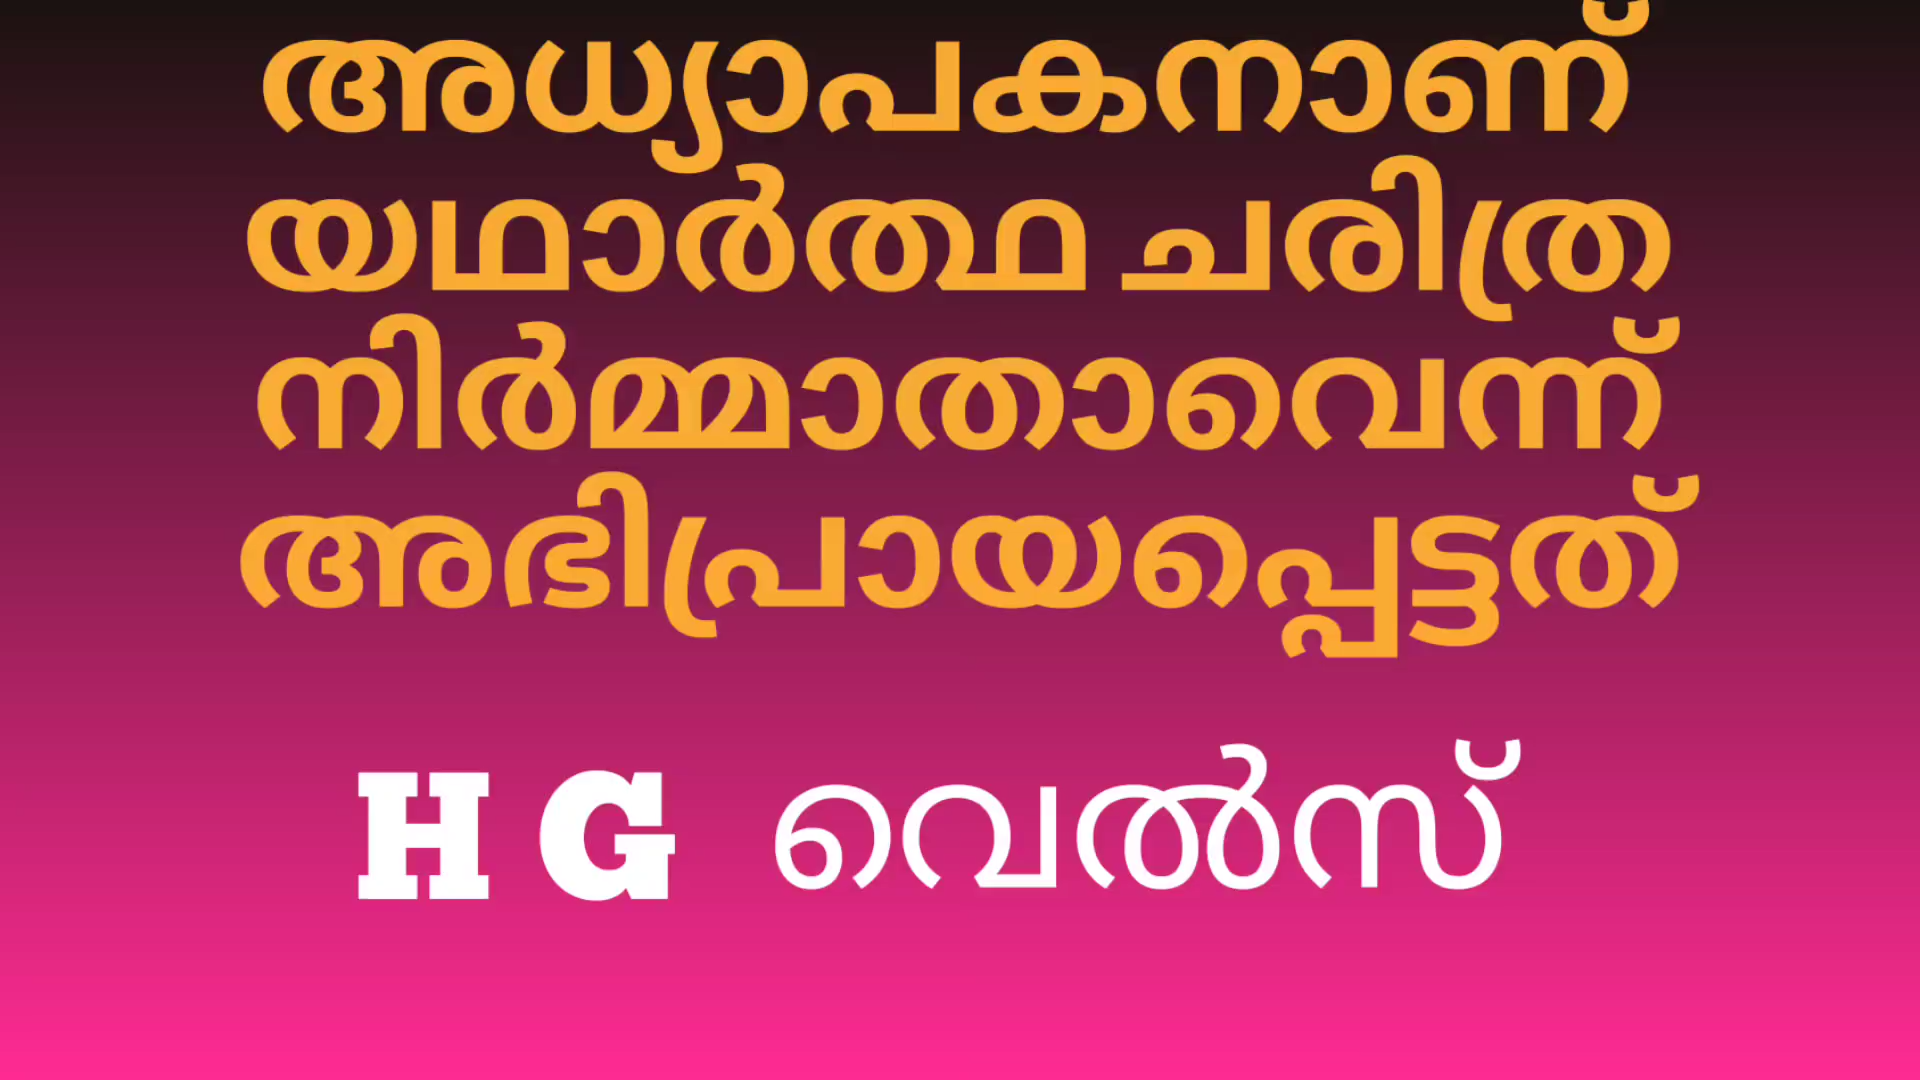 അധ്യാപകനാണ്
യഥാർത്ഥ ചരിത്ര
നിർമ്മാതാവെന്ന്
അഭിപ്രായപ്പെട്ടത്
H G വെൽസ്